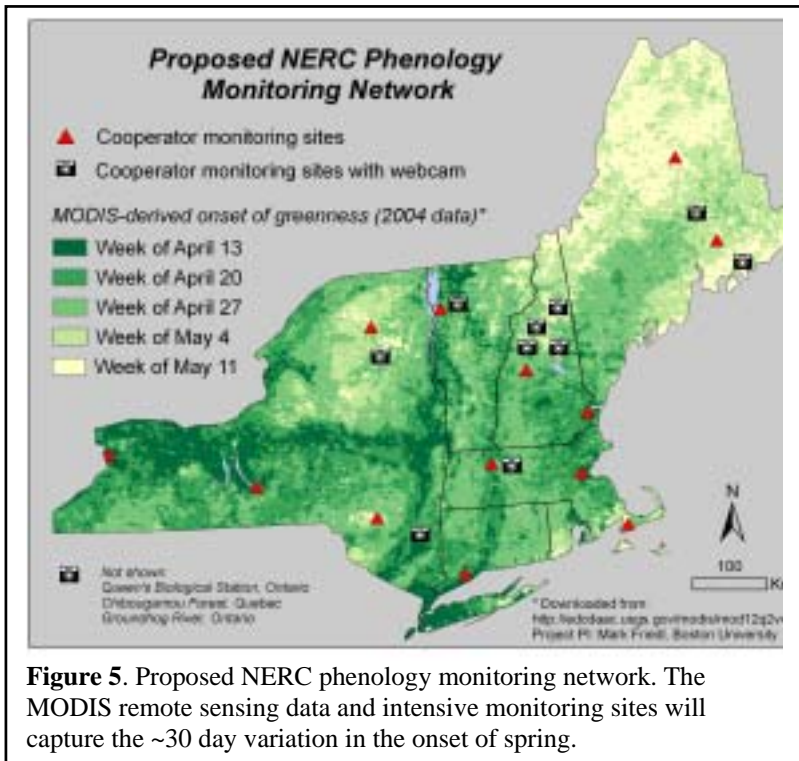 Proposed NERC Phenology
Monitoring Network
Cooperator monitoring sites
Cooperator monitoring sites with webcam
MODIS-derived onset of greenness (2004 data)*
Week of April 13
Week of April 20
Week of April 27
Week of May 4
Week of May 11
N
100
K
Not shown:
Queen's Biological Station, Ontario
Chibougamou Forest, Quebec
Groundhog River, Ontario
* Downloaded from:
Project PI: Mark Friedl, Boston University
Figure 5. Proposed NERC phenology monitoring network. The
MODIS remote sensing data and intensive monitoring sites will
capture the ~30 day variation in the onset of spring.